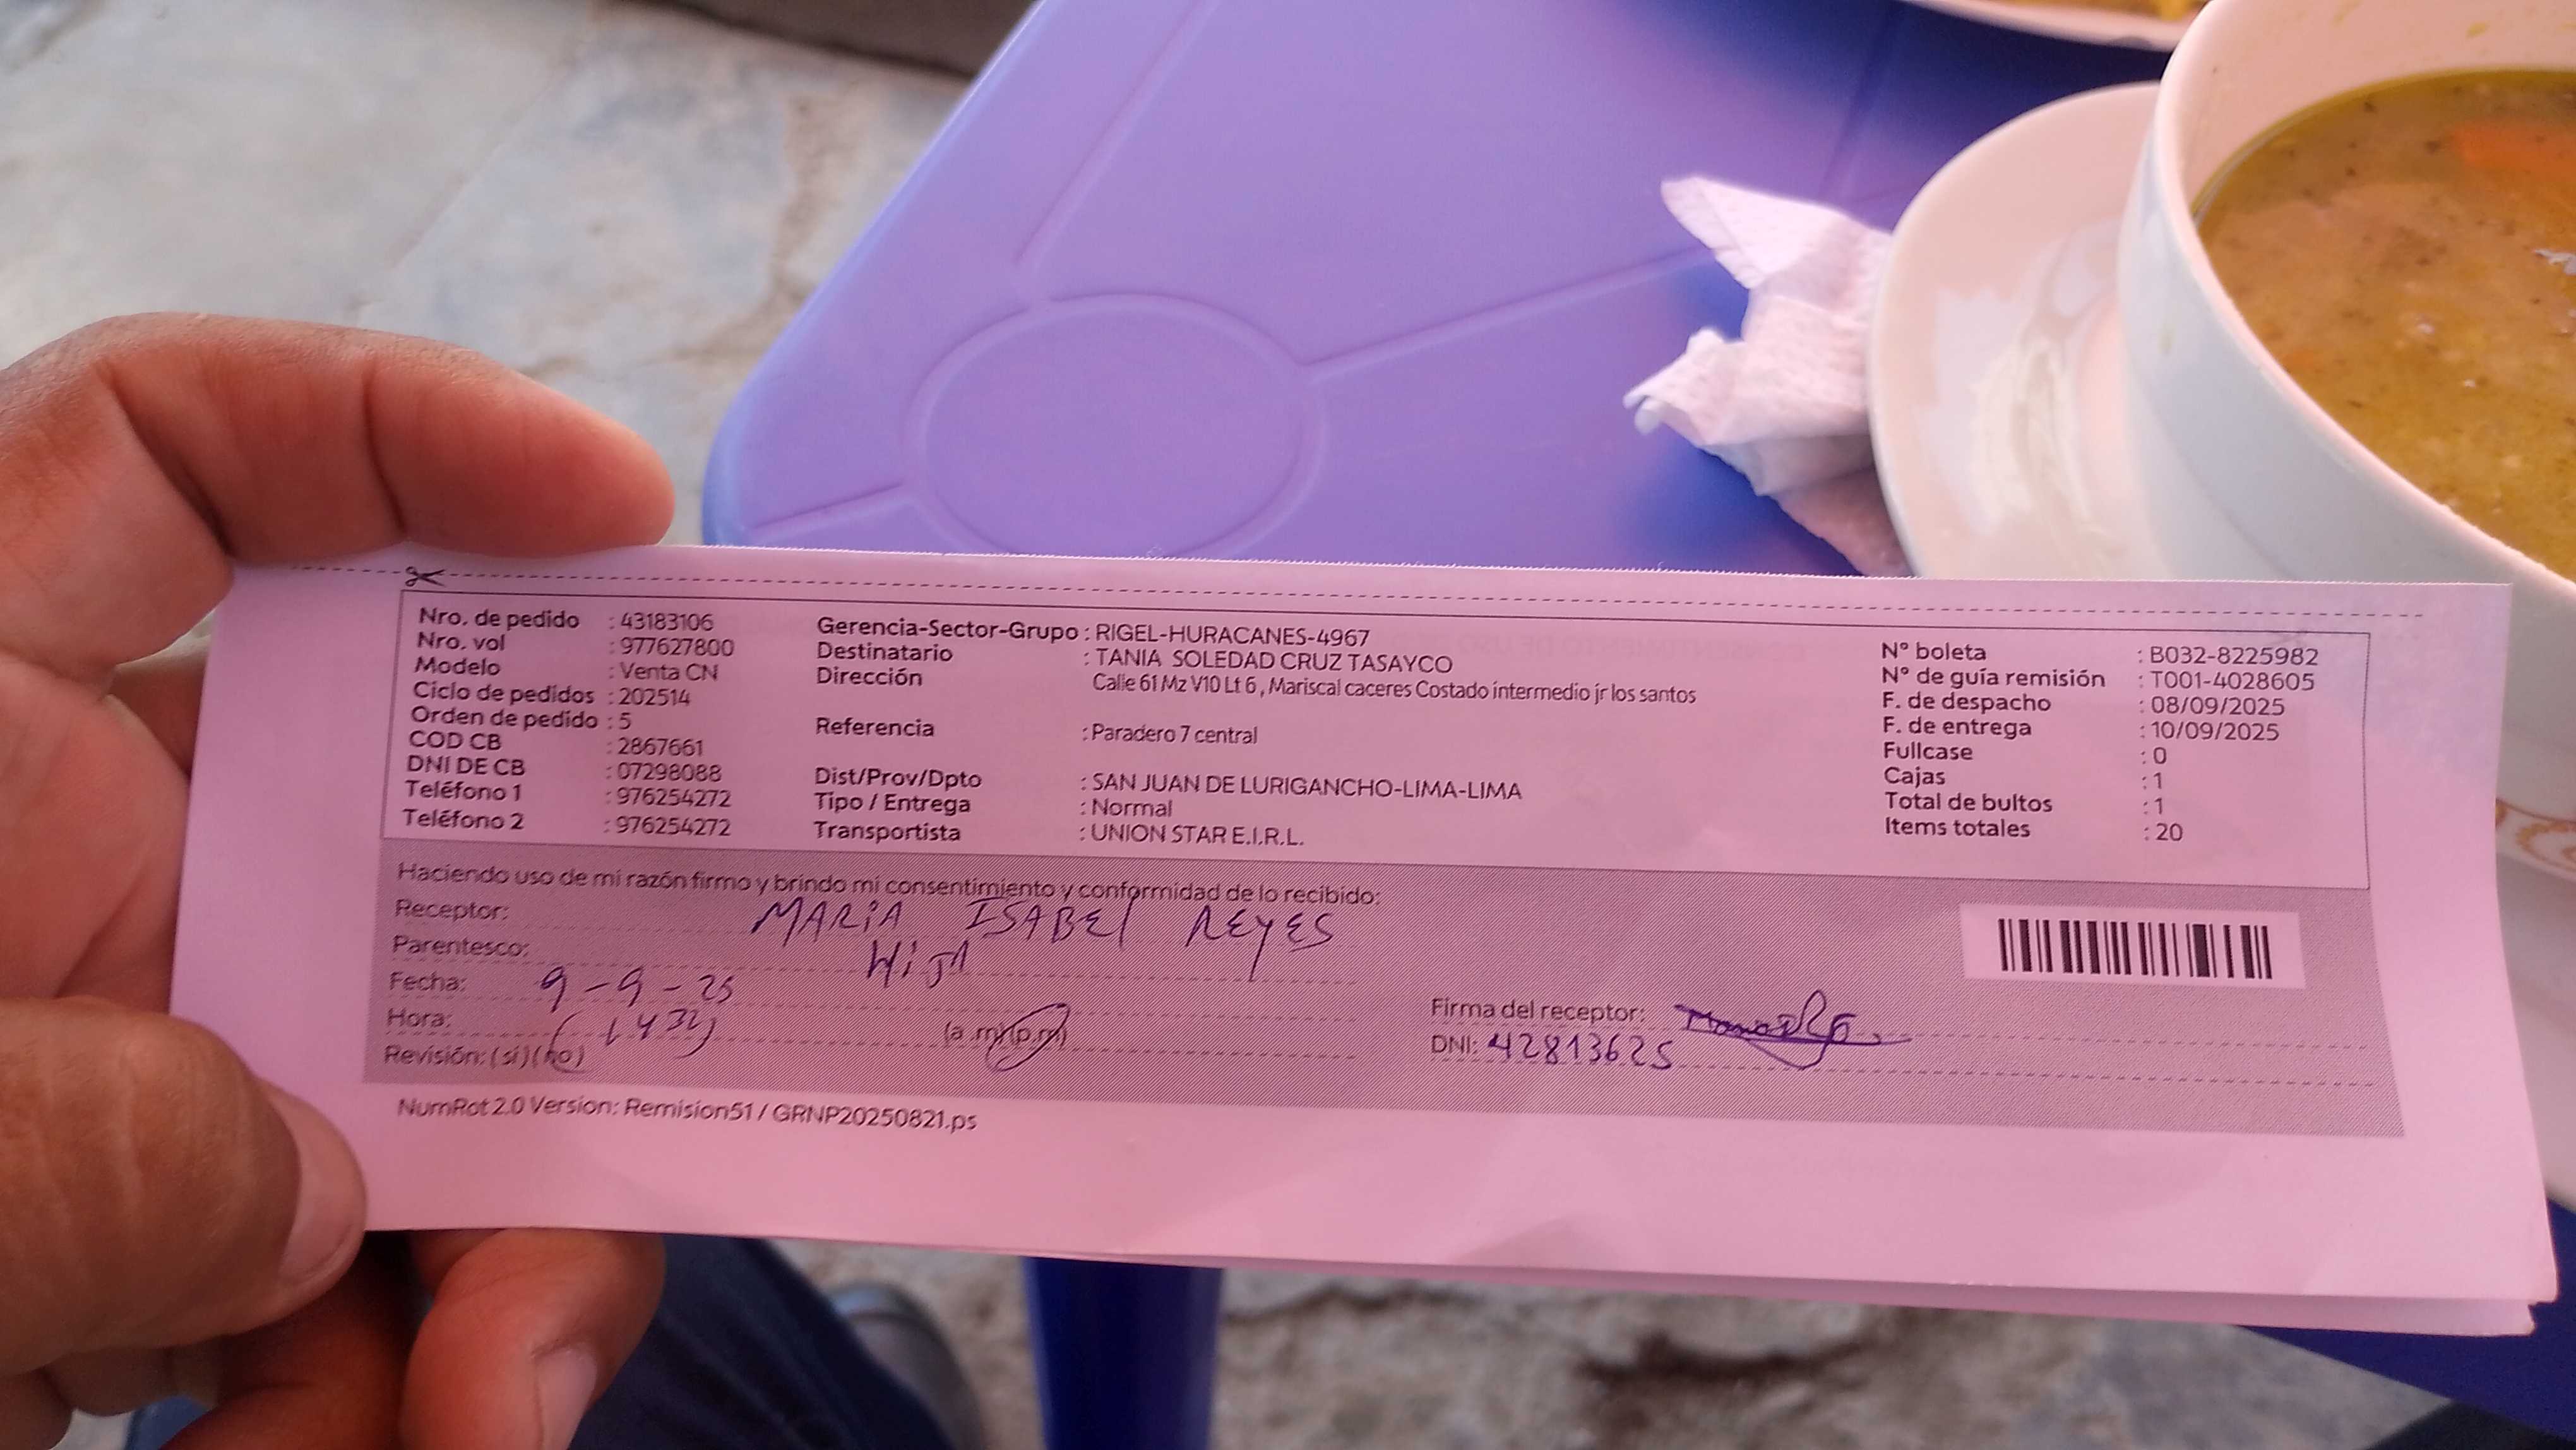 Nro. de pedido : 43183106
Nro. vol : 977627800
Modelo : Venta CN
Ciclo de pedidos : 202514
Orden de pedido : 5
COD CB : 2867661
DNI DE CB : 07298088
Teléfono 1 : 976254272
Teléfono 2 : 976254272
Gerencia-Sector-Grupo : RIGEL-HURACANES-4967
Destinatario : TANIA SOLEDAD CRUZ TASAYCO
Dirección Calle 61 Mz V10 Lt 6 , Mariscal caceres Costado intermedio jr los santos
Referencia : Paradero 7 central
Dist/Prov/Dpto : SAN JUAN DE LURIGANCHO-LIMA-LIMA
Tipo / Entrega : Normal
Transportista : UNION STAR E.I.R.L.
N° boleta : B032-8225982
N° de guía remisión : T001-4028605
F. de despacho : 08/09/2025
F. de entrega : 10/09/2025
Fullcase : 0
Cajas : 1
Total de bultos : 1
Items totales : 20
Haciendo uso de mi razón firmo y brindo mi consentimiento y conformidad de lo recibido:
Receptor: MARIA ISABEL REYES
Parentesco: HIJA
Fecha: 9-9-25
Hora: (1432) (a.m)(p.m)
Revisión: (si) (no)
Firma del receptor:
DNI: 42813625
NumRot 2.0 Version: Remision51 / GRNP20250821.ps